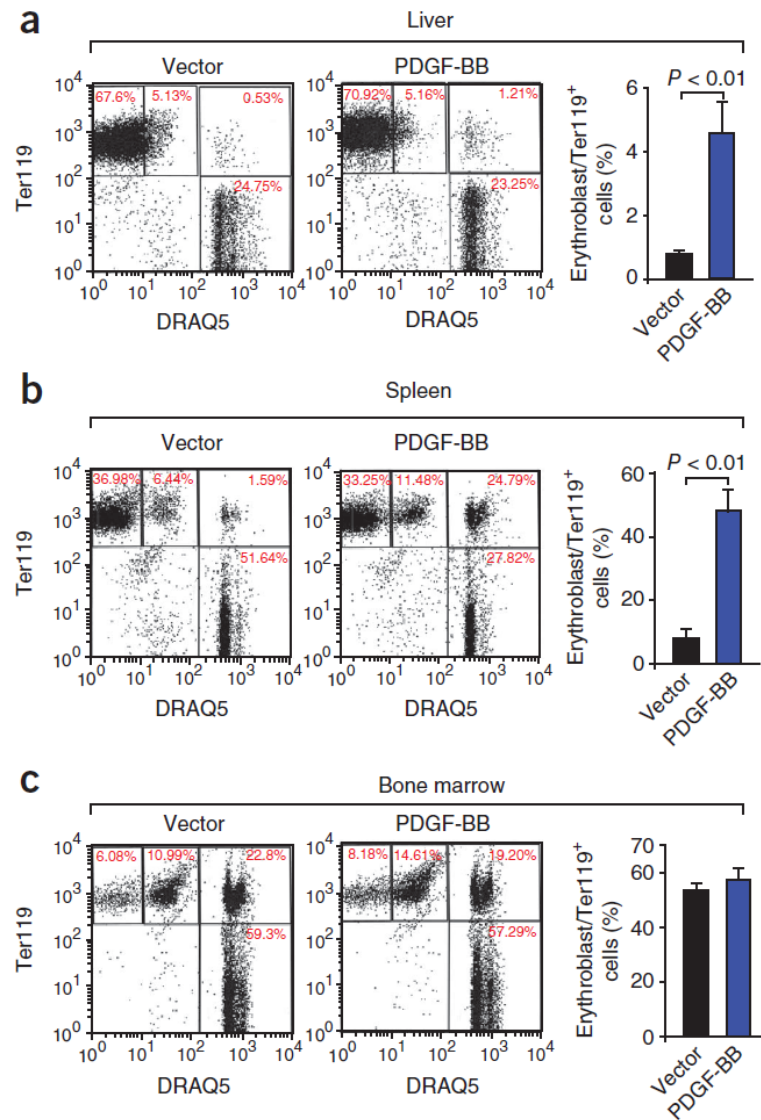 a
Liver
Vector
PDGF-BB
10⁴
10³
10²
10¹
10⁰
Ter119
67.6% 5.13% 0.53%
24.75%
10⁰ 10¹ 10² 10³ 10⁴
DRAQ5
10⁴
10³
10²
10¹
10⁰
70.92% 5.16% 1.21%
23.25%
10⁰ 10¹ 10² 10³ 10⁴
DRAQ5
P < 0.01
Erythroblast/Ter119⁺
cells (%)
6
4
2
0
Vector
PDGF-BB
b
Spleen
Vector
PDGF-BB
10⁴
10³
10²
10¹
10⁰
Ter119
36.98% 6.44% 1.59%
51.64%
10⁰ 10¹ 10² 10³ 10⁴
DRAQ5
10⁴
10³
10²
10¹
10⁰
33.25% 11.48% 24.79%
27.82%
10⁰ 10¹ 10² 10³ 10⁴
DRAQ5
P < 0.01
Erythroblast/Ter119⁺
cells (%)
60
40
20
0
Vector
PDGF-BB
c
Bone marrow
Vector
PDGF-BB
10⁴
10³
10²
10¹
10⁰
Ter119
6.08% 10.99% 22.8%
59.3%
10⁰ 10¹ 10² 10³ 10⁴
DRAQ5
10⁴
10³
10²
10¹
10⁰
8.18% 14.61% 19.20%
57.29%
10⁰ 10¹ 10² 10³ 10⁴
DRAQ5
Erythroblast/Ter119⁺
cells (%)
70
60
40
20
0
Vector
PDGF-BB